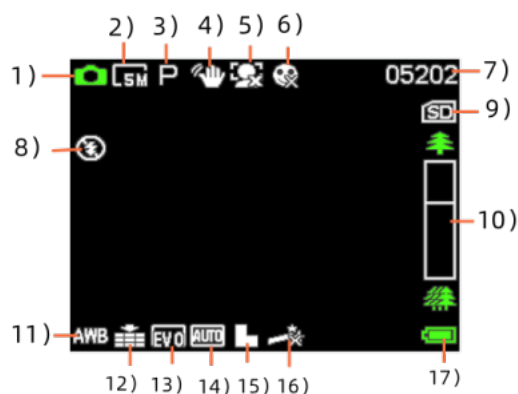 2) 3) 4) 5) 6)
1) 5M P 05202 7)
SD 9)
8)
10)
11) AWB EV0 AUTO
12) 13) 14) 15) 16) 17)